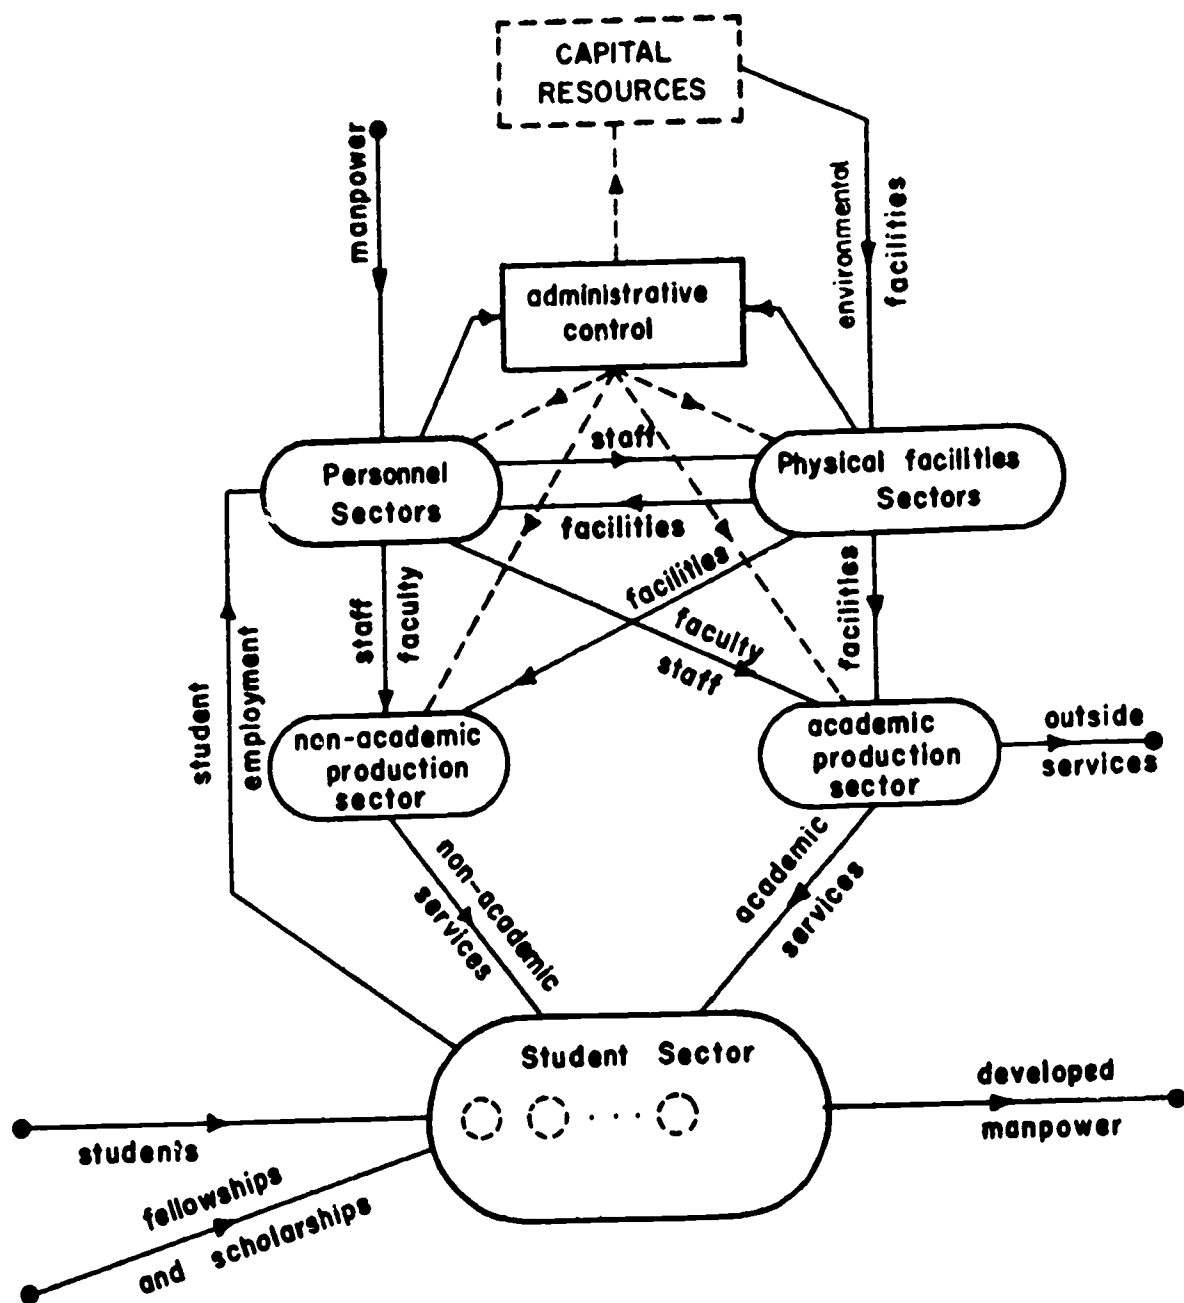 CAPITAL
RESOURCES
manpower
environmental
facilities
administrative
control
staff
Personnel
Sectors
Physical facilities
Sectors
facilities
staff
faculty
facilities
faculty
staff
facilities
student
employment
non-academic
production
sector
academic
production
sector
outside
services
non-academic
services
academic
services
Student Sector
students
developed
manpower
fellowships
and scholarships